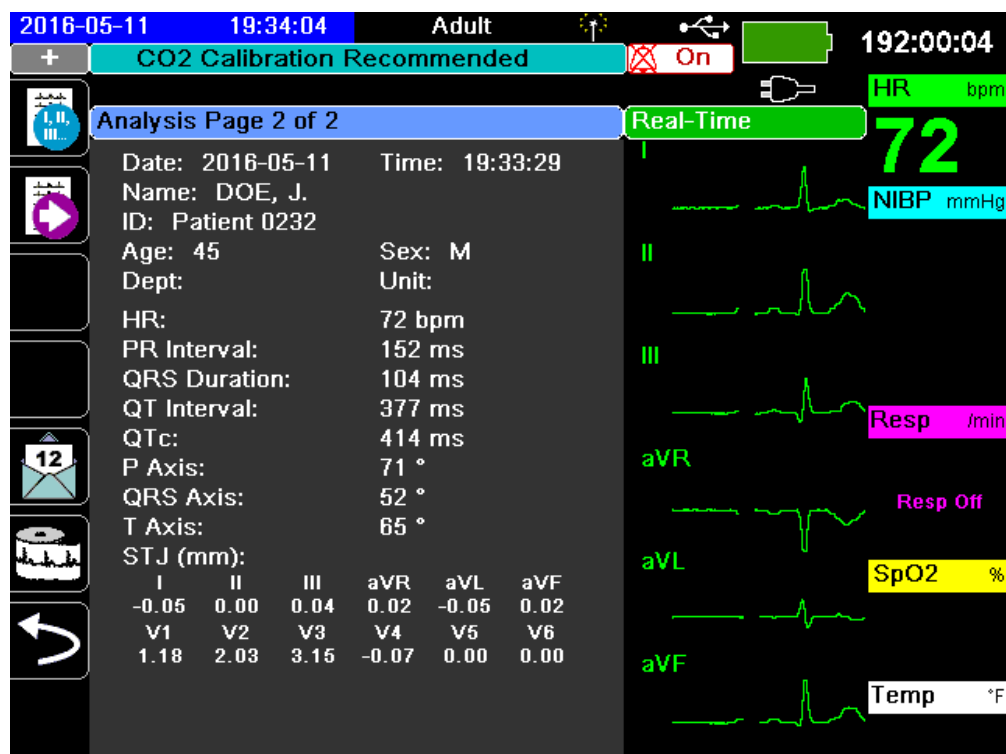 2016-05-11 19:34:04 Adult
192:00:04
+ CO2 Calibration Recommended On
HR bpm
72
NIBP mmHg
Resp /min
Resp Off
SpO2 %
Temp °F
I, II, III...
12
Analysis Page 2 of 2
Date: 2016-05-11 Time: 19:33:29
Name: DOE, J.
ID: Patient 0232
Age: 45 Sex: M
Dept: Unit:
HR: 72 bpm
PR Interval: 152 ms
QRS Duration: 104 ms
QT Interval: 377 ms
QTc: 414 ms
P Axis: 71 °
QRS Axis: 52 °
T Axis: 65 °
STJ (mm):
I II III aVR aVL aVF
-0.05 0.00 0.04 0.02 -0.05 0.02
V1 V2 V3 V4 V5 V6
1.18 2.03 3.15 -0.07 0.00 0.00
Real-Time
I
II
III
aVR
aVL
aVF